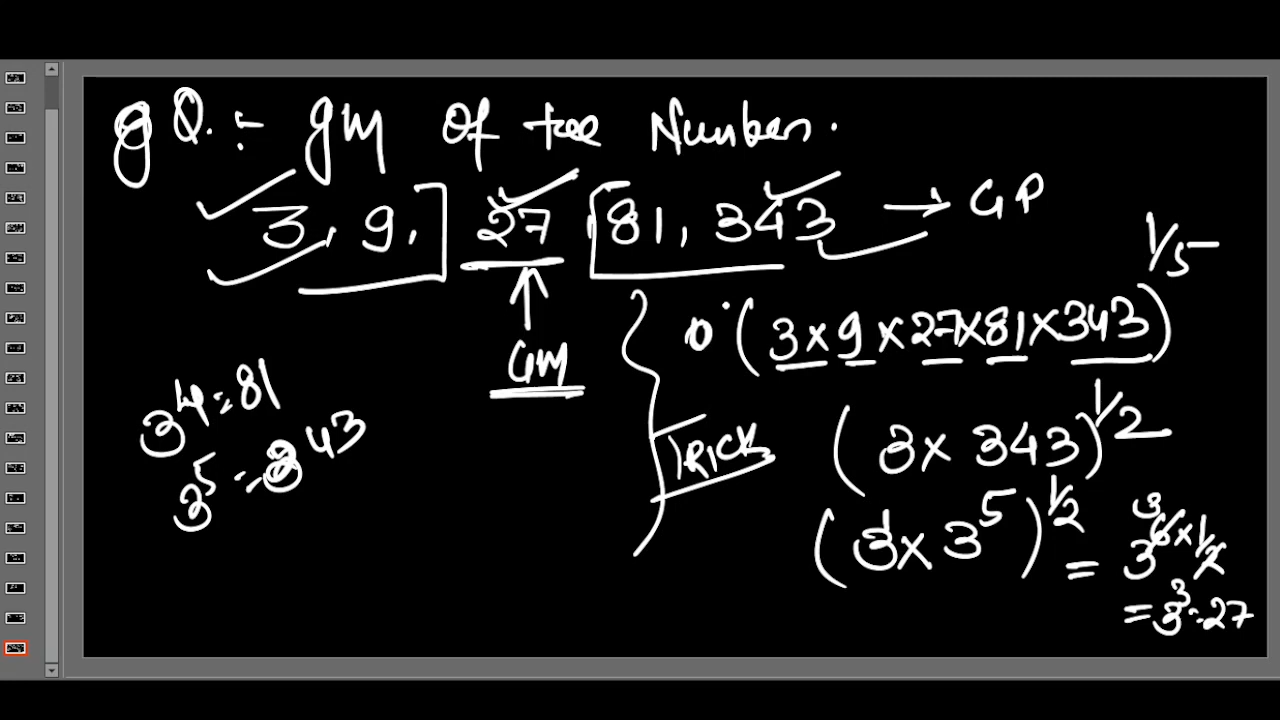 Q. :- GM Of the Number.
3, 9, 27, 81, 343 → GP
GM
(3 x 9 x 27 x 81 x 343)^1/5
TRICK
(3 x 343)^1/2
(3^1 x 3^5)^1/2 = 3^6 x 1/2
= 3^3 = 27
3^4 = 81
3^5 = 343